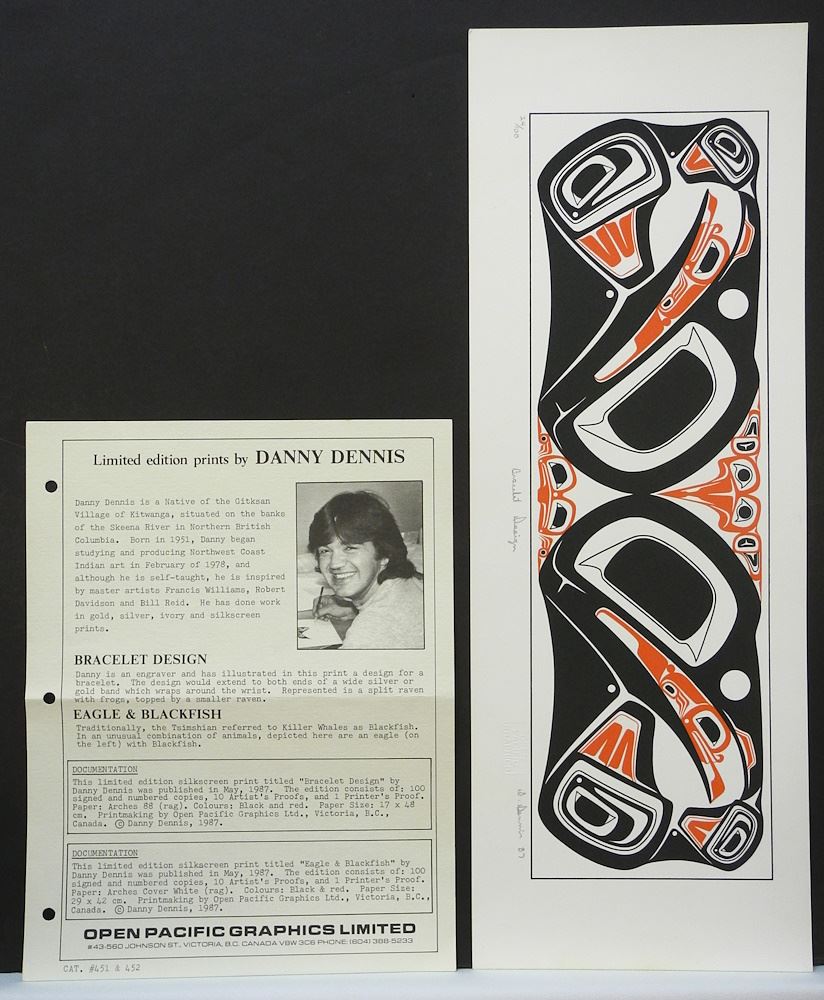 Limited edition prints by DANNY DENNIS
Danny Dennis is a Native of the Gitksan
Village of Kitwanga, situated on the banks
of the Skeena River in Northern British
Columbia. Born in 1951, Danny began
studying and producing Northwest Coast
Indian art in February of 1978, and
although he is self-taught, he is inspired
by master artists Francis Williams, Robert
Davidson and Bill Reid. He has done work
in gold, silver, ivory and silkscreen
prints.
BRACELET DESIGN
Danny is an engraver and has illustrated in this print a design for a
bracelet. The design would extend to both ends of a wide silver or
gold band which wraps around the wrist. Represented is a split raven
with frogs, topped by a smaller raven.
EAGLE & BLACKFISH
Traditionally, the Tsimshian referred to Killer Whales as Blackfish.
In an unusual combination of animals, depicted here are an eagle (on
the left) with Blackfish.
DOCUMENTATION
This limited edition silkscreen print titled "Bracelet Design" by
Danny Dennis was published in May, 1987. The edition consists of: 100
signed and numbered copies, 10 Artist's Proofs, and 1 Printer's Proof.
Paper: Arches 88 (rag). Colours: Black and red. Paper Size: 17 x 48
cm. Printmaking by Open Pacific Graphics Ltd., Victoria, B.C.,
Canada. © Danny Dennis, 1987.
DOCUMENTATION
This limited edition silkscreen print titled "Eagle & Blackfish" by
Danny Dennis was published in May, 1987. The edition consists of: 100
signed and numbered copies, 10 Artist's Proofs, and 1 Printer's Proof.
Paper: Arches Cover White (rag). Colours: Black & red. Paper Size:
29 x 42 cm. Printmaking by Open Pacific Graphics Ltd., Victoria, B.C.,
Canada. © Danny Dennis, 1987.
OPEN PACIFIC GRAPHICS LIMITED
#43-560 JOHNSON ST., VICTORIA, B.C. CANADA V8W 3C6 PHONE: (604) 388-5233
CAT. #451 & 452
Bracelet Design
D. Dennis 87